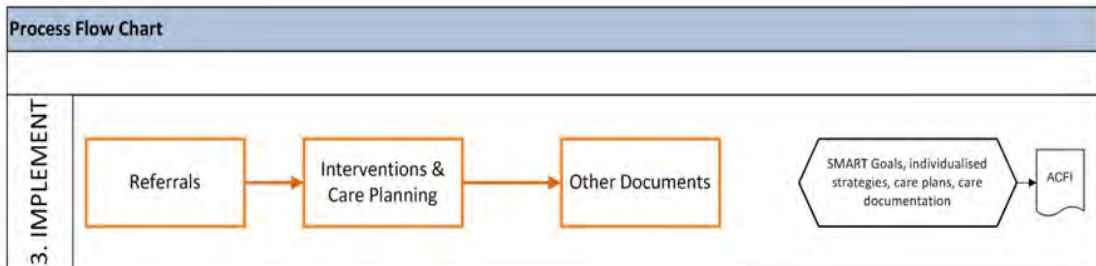 Process Flow Chart
3. IMPLEMENT
Referrals
Interventions &
Care Planning
Other Documents
SMART Goals, individualised
strategies, care plans, care
documentation
ACFI